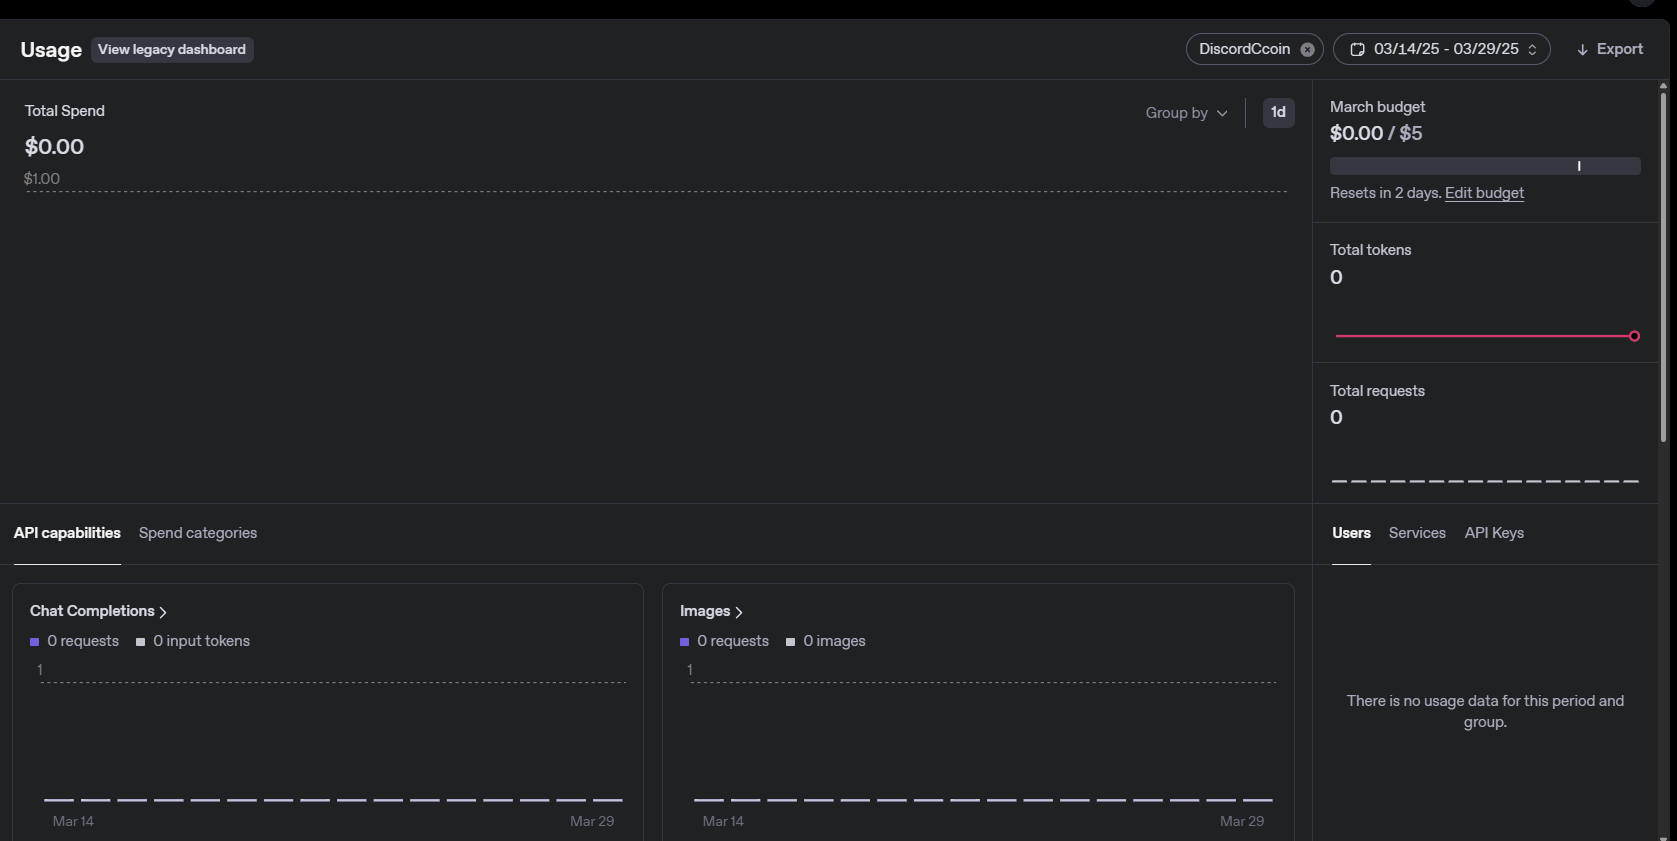 Usage
View legacy dashboard
DiscordCcoin
03/14/25 - 03/29/25
Export
Total Spend
$0.00
Group by
1d
$1.00
March budget
$0.00 / $5
Resets in 2 days. Edit budget
Total tokens
0
Total requests
0
API capabilities
Spend categories
Users
Services
API Keys
Chat Completions
0 requests
0 input tokens
1
Mar 14
Mar 29
Images
0 requests
0 images
1
Mar 14
Mar 29
There is no usage data for this period and
group.